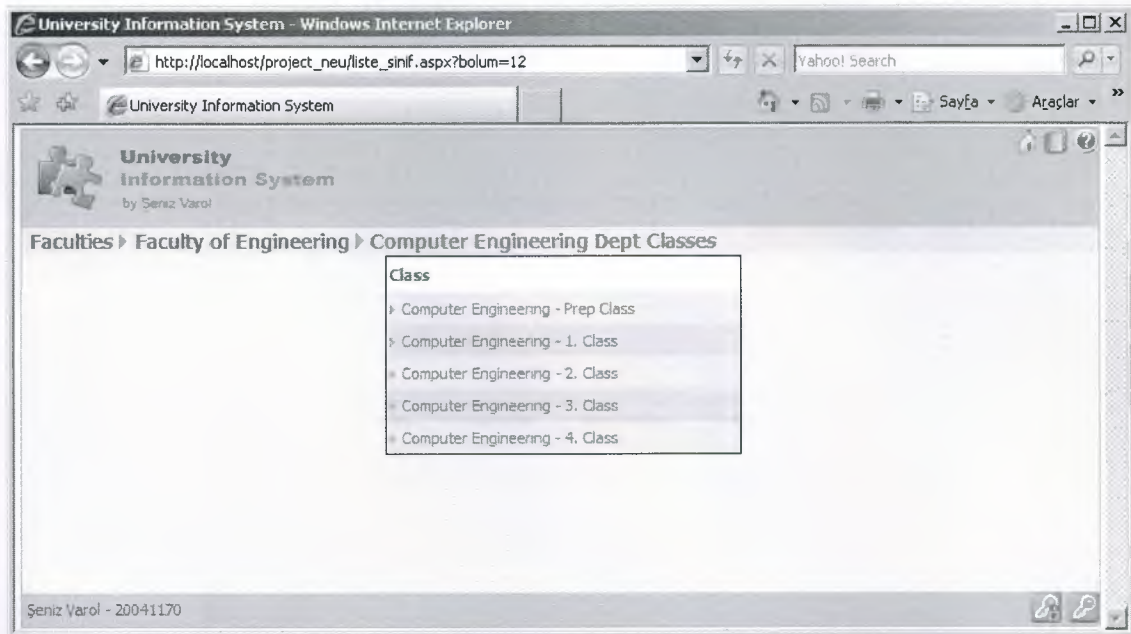 University Information System - Windows Internet Explorer
http://localhost/project_neu/liste_sinif.aspx?bolum=12
Yahoo! Search
University Information System
Sayfa
Araçlar
University
Information System
by Şeniz Varol
Faculties Faculty of Engineering Computer Engineering Dept Classes
Class
Computer Engineering - Prep Class
Computer Engineering - 1. Class
Computer Engineering - 2. Class
Computer Engineering - 3. Class
Computer Engineering - 4. Class
Şeniz Varol - 20041170